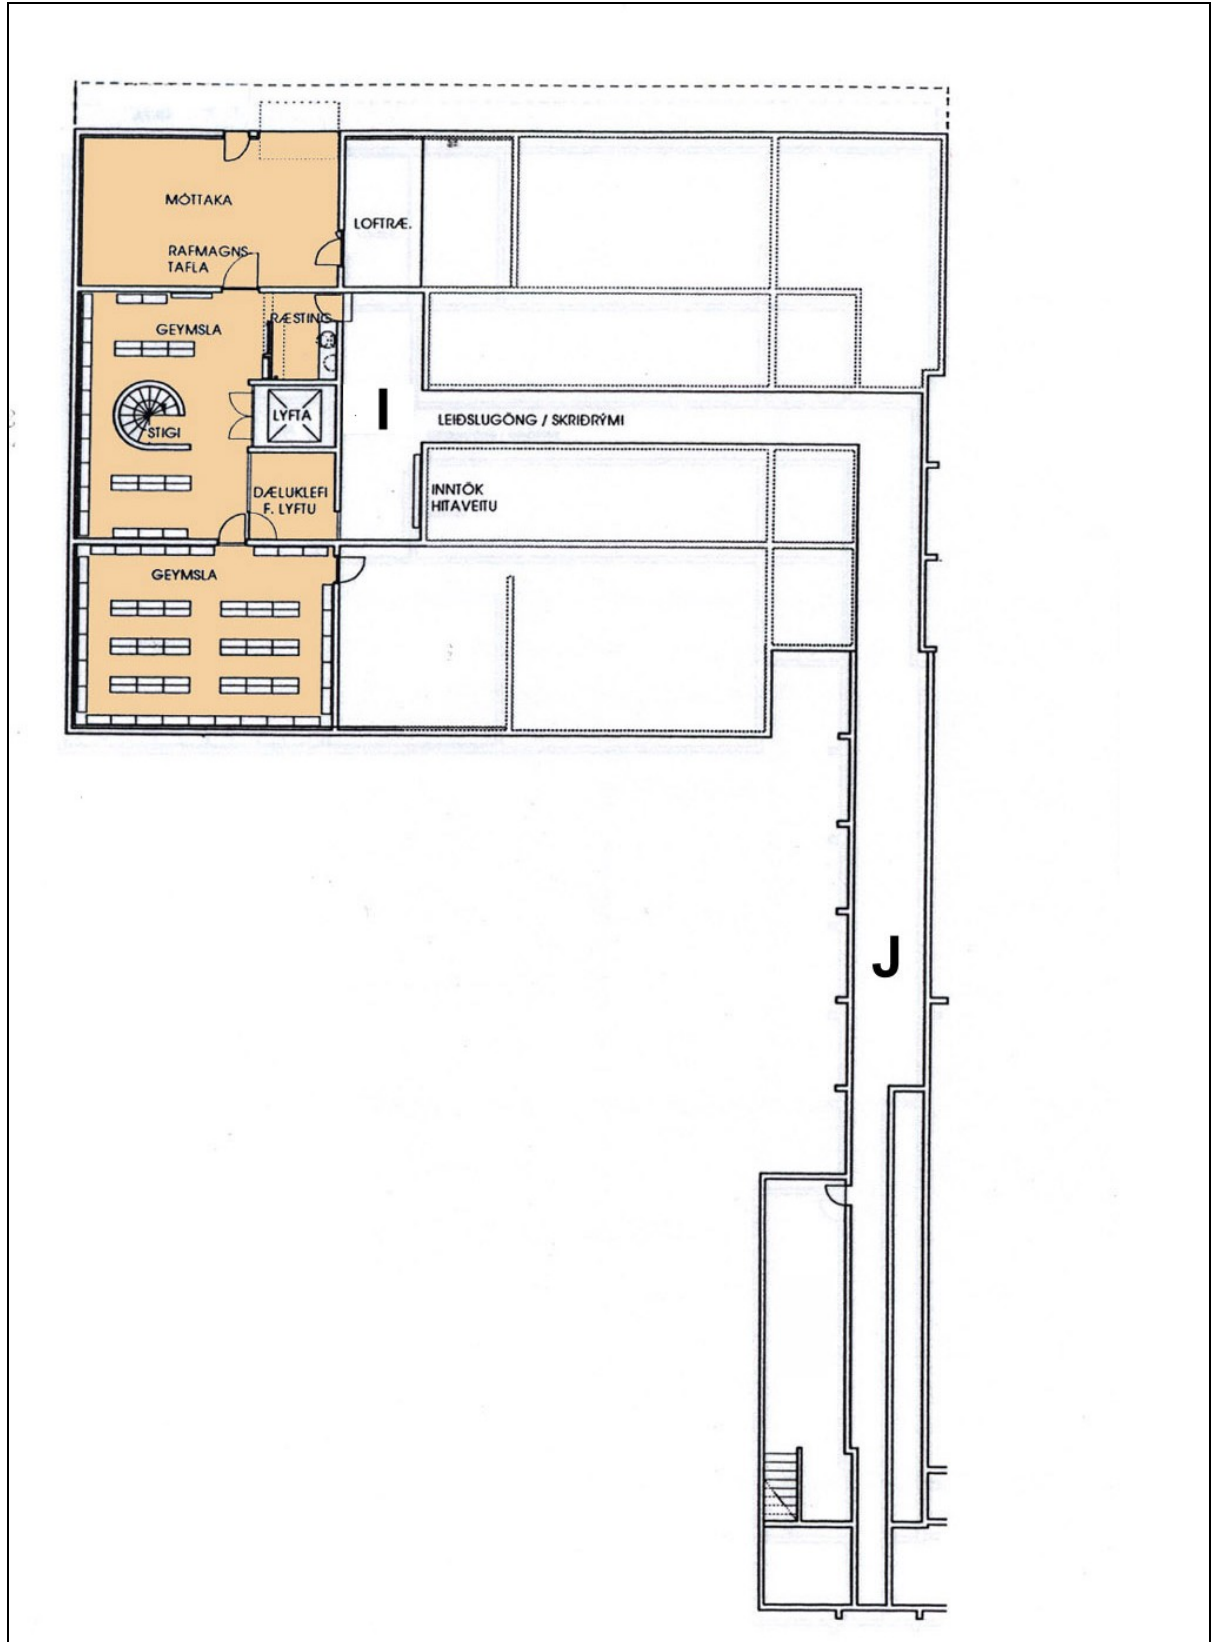 MÓTTAKA
LOFTRÆ.
RAFMAGNS-
TAFLA
GEYMSLA
RÆSTING
LYFTA
STIGI
I
LEIÐSLUGÖNG / SKRIÐRÝMI
DÆLUKLEFI
F. LYFTU
INNTÖK
HITAVEITU
GEYMSLA
J